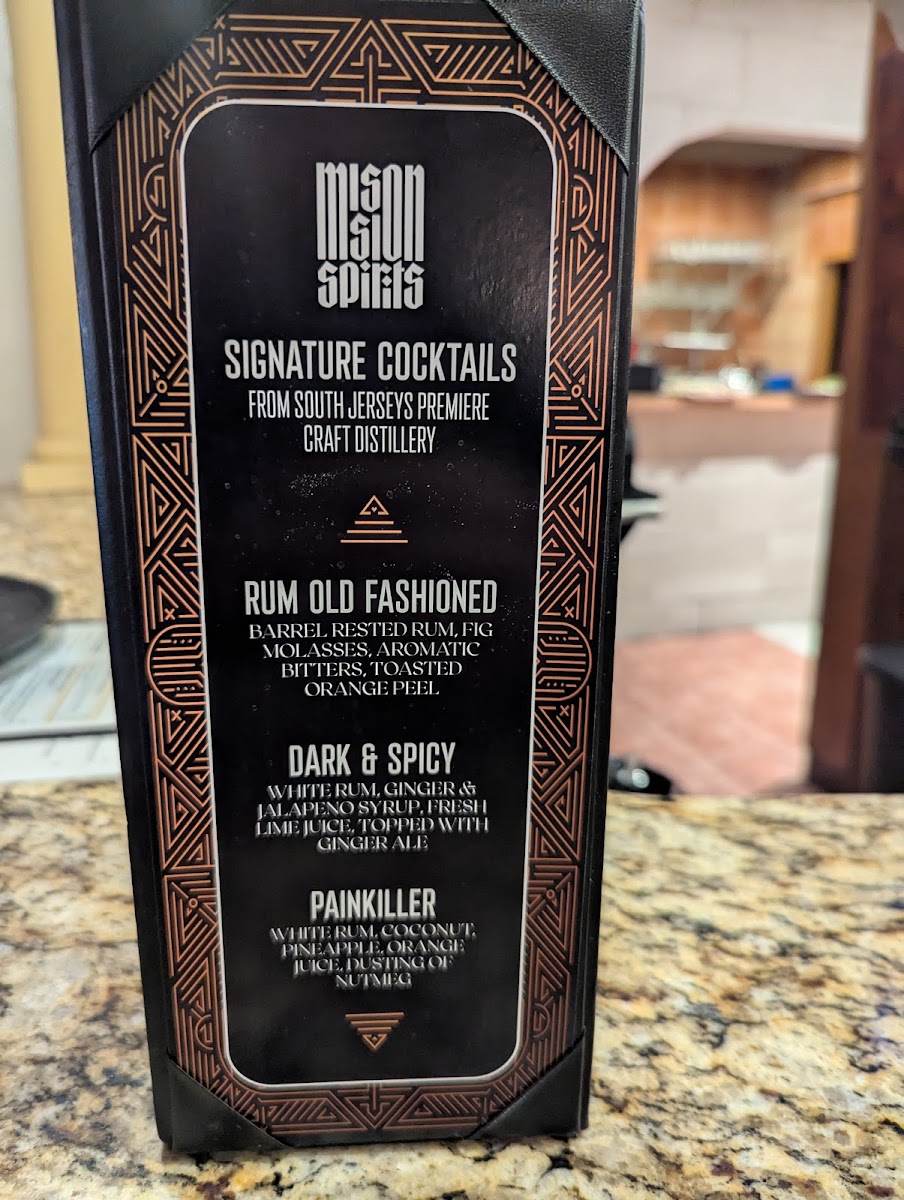 MISON
SION
SPIRITS
SIGNATURE COCKTAILS
FROM SOUTH JERSEYS PREMIERE
CRAFT DISTILLERY
RUM OLD FASHIONED
BARREL RESTED RUM, FIG
MOLASSES, AROMATIC
BITTERS, TOASTED
ORANGE PEEL
DARK & SPICY
WHITE RUM, GINGER &
JALAPENO SYRUP, FRESH
LIME JUICE, TOPPED WITH
GINGER ALE
PAINKILLER
WHITE RUM, COCONUT,
PINEAPPLE, ORANGE
JUICE, DUSTING OF
NUTMEG